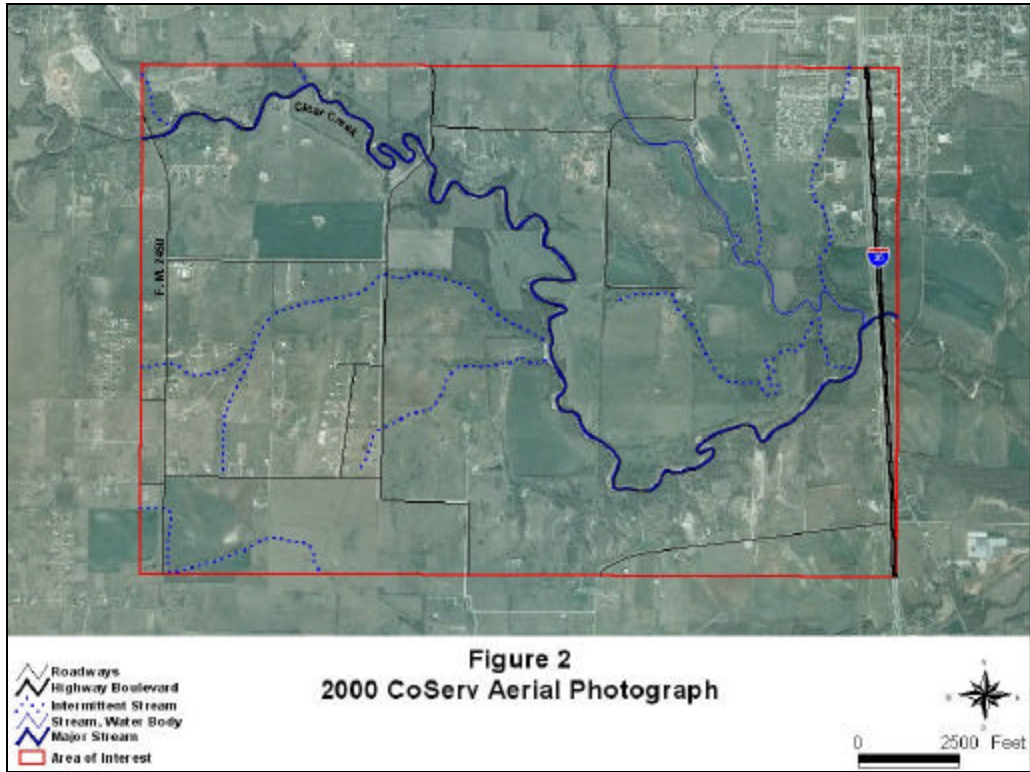 Clear Creek
F. M. 2450
Figure 2
2000 CoServ Aerial Photograph
Roadways
Highway Boulevard
Intermittent Stream
Stream, Water Body
Major Stream
Area of Interest
0 2500 Feet